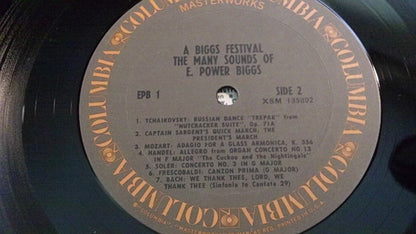 COLUMBIA
MASTERWORKS
A BIGGS FESTIVAL
THE MANY SOUNDS OF
E. POWER BIGGS
EPB 1
SIDE 2
XSM 135092
1. TCHAIKOVSKY: RUSSIAN DANCE "TREPAK" from
"NUTCRACKER SUITE", Op. 71A
2. CAPTAIN SARGENT'S QUICK MARCH; THE
PRESIDENT'S MARCH
3. MOZART: ADAGIO FOR A GLASS ARMONICA, K. 356
4. HANDEL: ALLEGRO from ORGAN CONCERTO NO. 13
IN F MAJOR "The Cuckoo and the Nightingale"
5. SOLER: CONCERTO NO. 3 IN G MAJOR
6. FRESCOBALDI: CANZON PRIMA (G MAJOR)
7. BACH: WE THANK THEE, LORD, WE
THANK THEE (Sinfonia to Cantata 29)
COLUMBIA COLUMBIA COLUMBIA COLUMBIA COLUMBIA